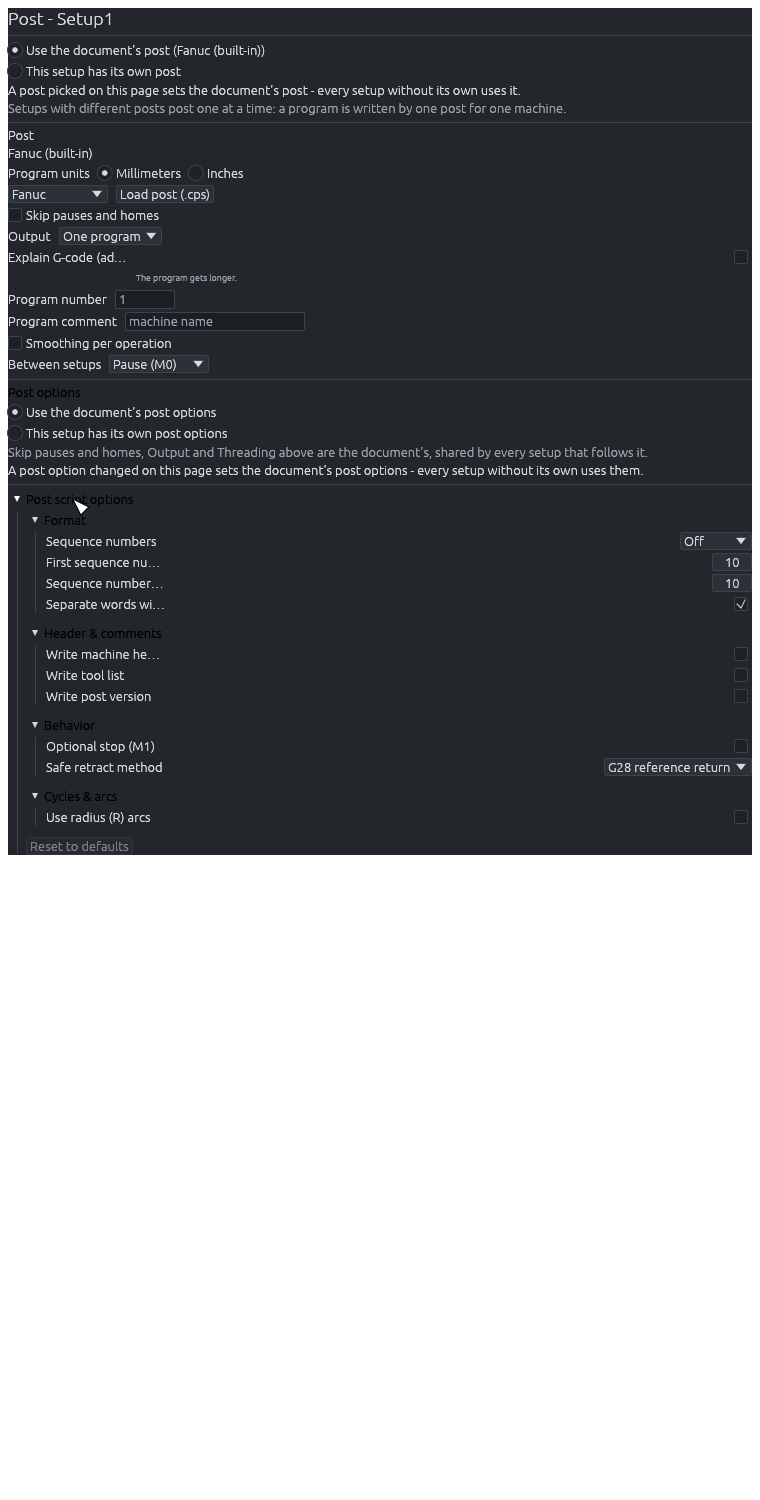 Post - Setup1
Use the document's post (Fanuc (built-in))
This setup has its own post
A post picked on this page sets the document's post - every setup without its own uses it.
Setups with different posts post one at a time: a program is written by one post for one machine.
Post
Fanuc (built-in)
Program units Millimeters Inches
Fanuc Load post (.cps)
Skip pauses and homes
Output One program
Explain G-code (ad…
The program gets longer.
Program number 1
Program comment machine name
Smoothing per operation
Between setups Pause (M0)
Post options
Use the document's post options
This setup has its own post options
Skip pauses and homes, Output and Threading above are the document's, shared by every setup that follows it.
A post option changed on this page sets the document's post options - every setup without its own uses them.
Post script options
Format
Sequence numbers Off
First sequence nu… 10
Sequence number… 10
Separate words wi…
Header & comments
Write machine he…
Write tool list
Write post version
Behavior
Optional stop (M1)
Safe retract method G28 reference return
Cycles & arcs
Use radius (R) arcs
Reset to defaults